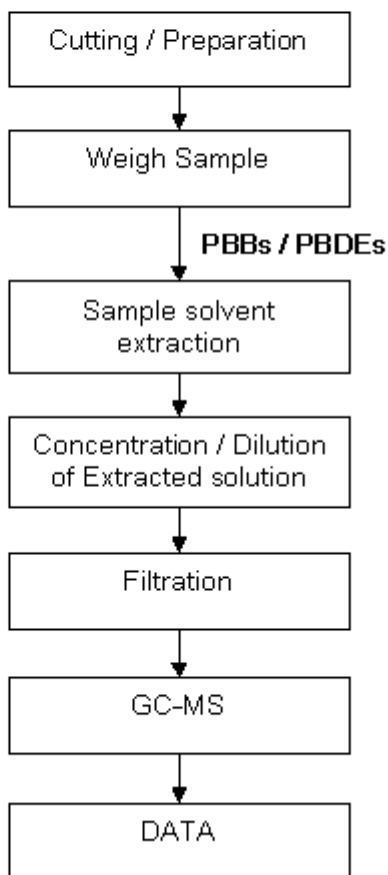 Cutting / Preparation
Weigh Sample
PBBs / PBDEs
Sample solvent
extraction
Concentration / Dilution
of Extracted solution
Filtration
GC-MS
DATA